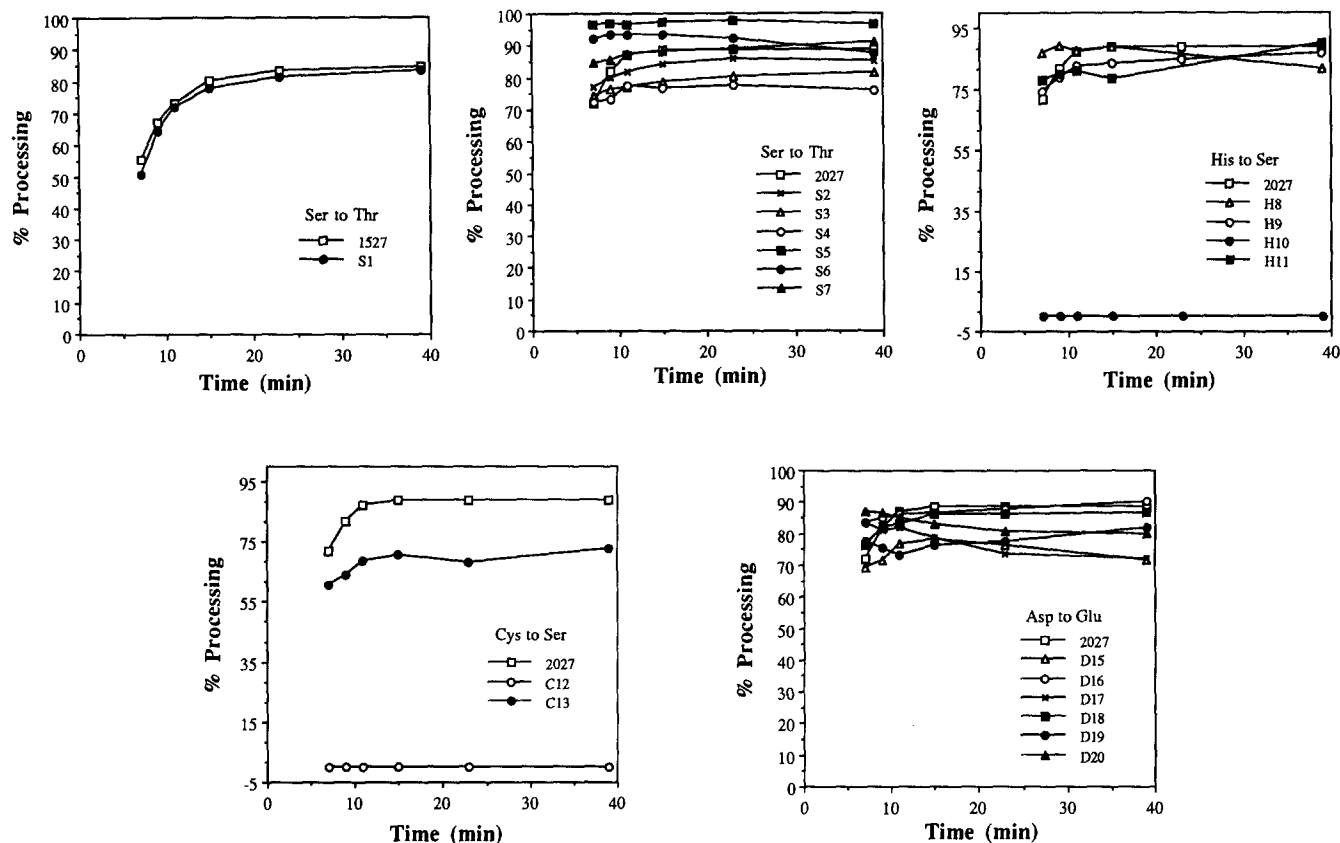 % Processing
100
90
80
70
60
50
40
30
20
10
0
0 10 20 30 40
Time (min)
Ser to Thr
1527
S1
% Processing
100
90
80
70
60
50
40
30
20
10
0
0 10 20 30 40
Time (min)
Ser to Thr
2027
S2
S3
S4
S5
S6
S7
% Processing
95
75
55
35
15
-5
0 10 20 30 40
Time (min)
His to Ser
2027
H8
H9
H10
H11
% Processing
95
75
55
35
15
-5
0 10 20 30 40
Time (min)
Cys to Ser
2027
C12
C13
% Processing
100
90
80
70
60
50
40
30
20
10
0
0 10 20 30 40
Time (min)
Asp to Glu
2027
D15
D16
D17
D18
D19
D20